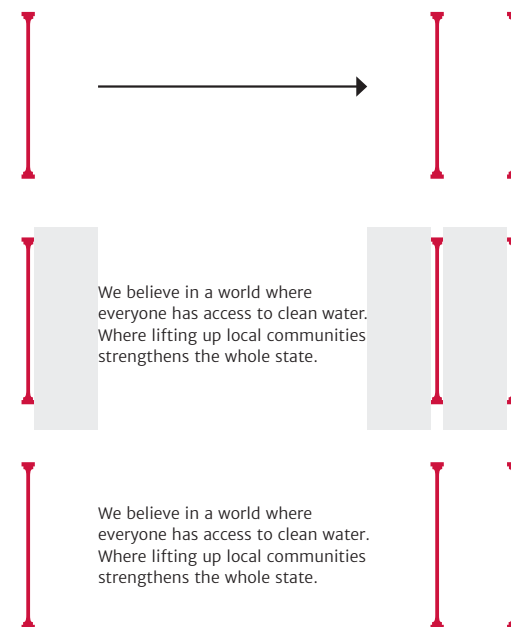 We believe in a world where
everyone has access to clean water.
Where lifting up local communities
strengthens the whole state.
We believe in a world where
everyone has access to clean water.
Where lifting up local communities
strengthens the whole state.